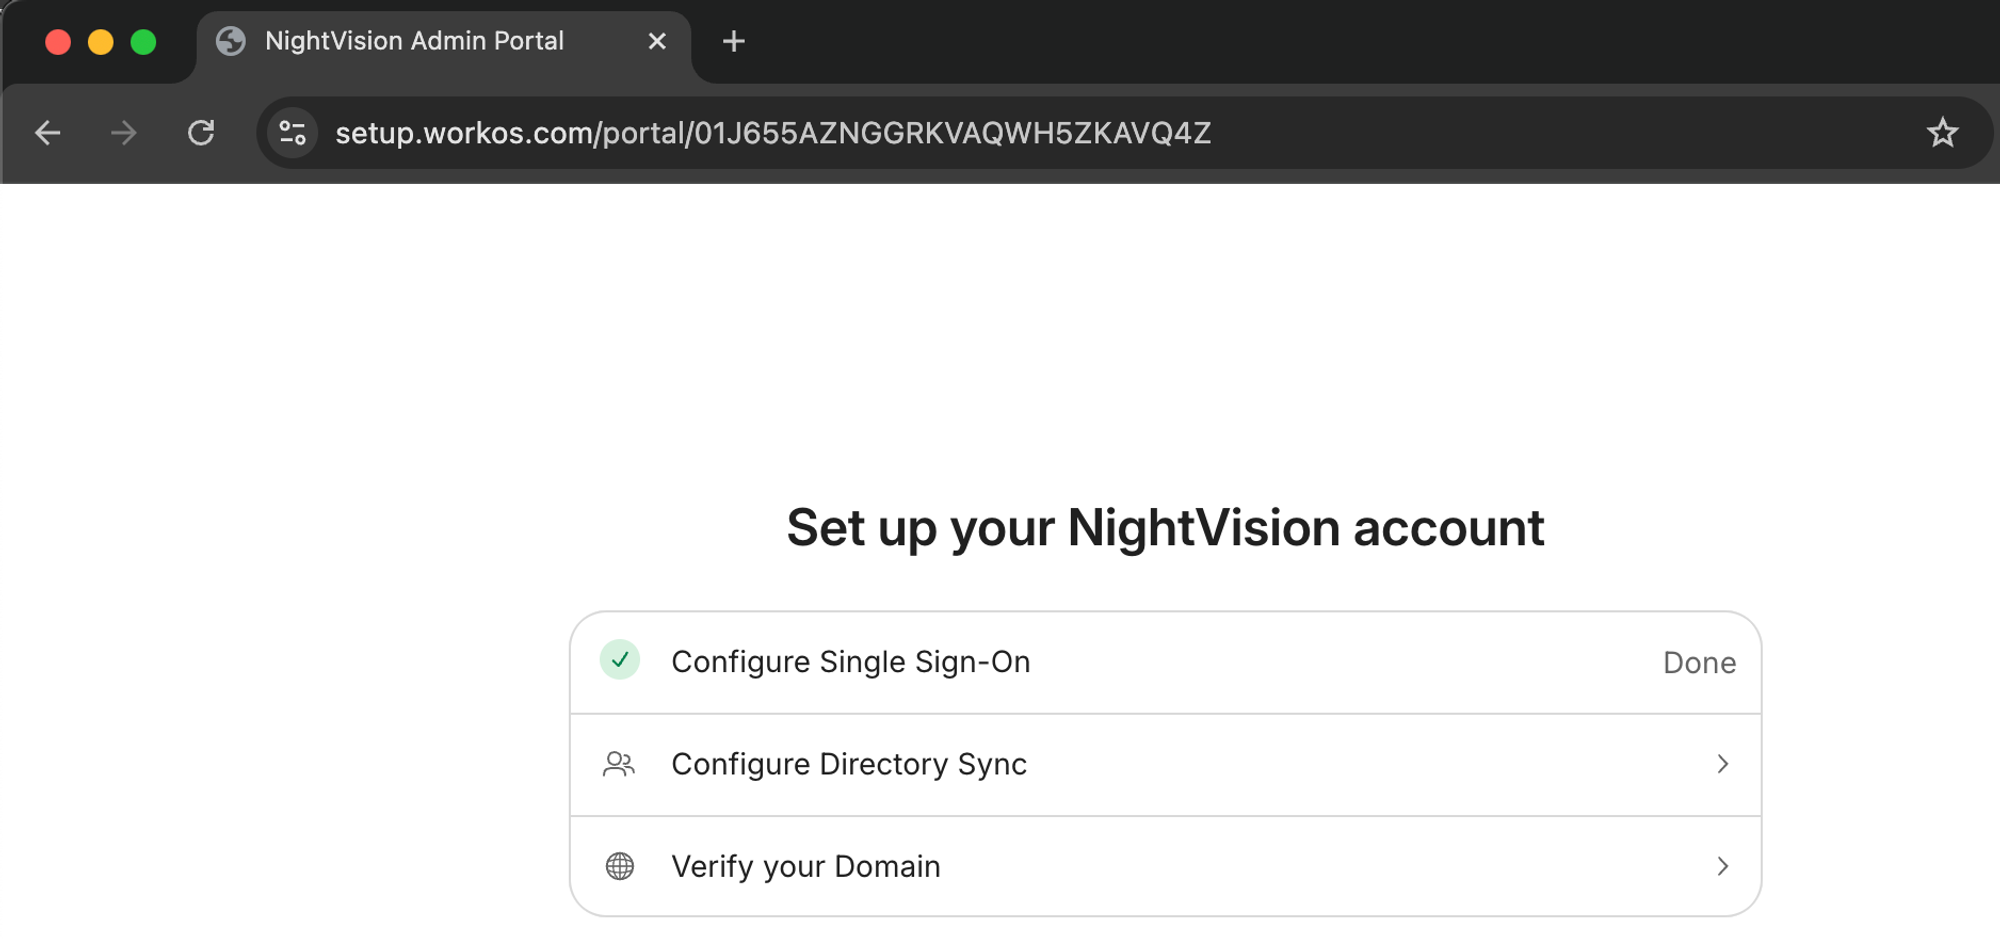 NightVision Admin Portal
setup.workos.com/portal/01J655AZNGGRKVAQWH5ZKAVQ4Z
Set up your NightVision account
Configure Single Sign-On Done
Configure Directory Sync
Verify your Domain